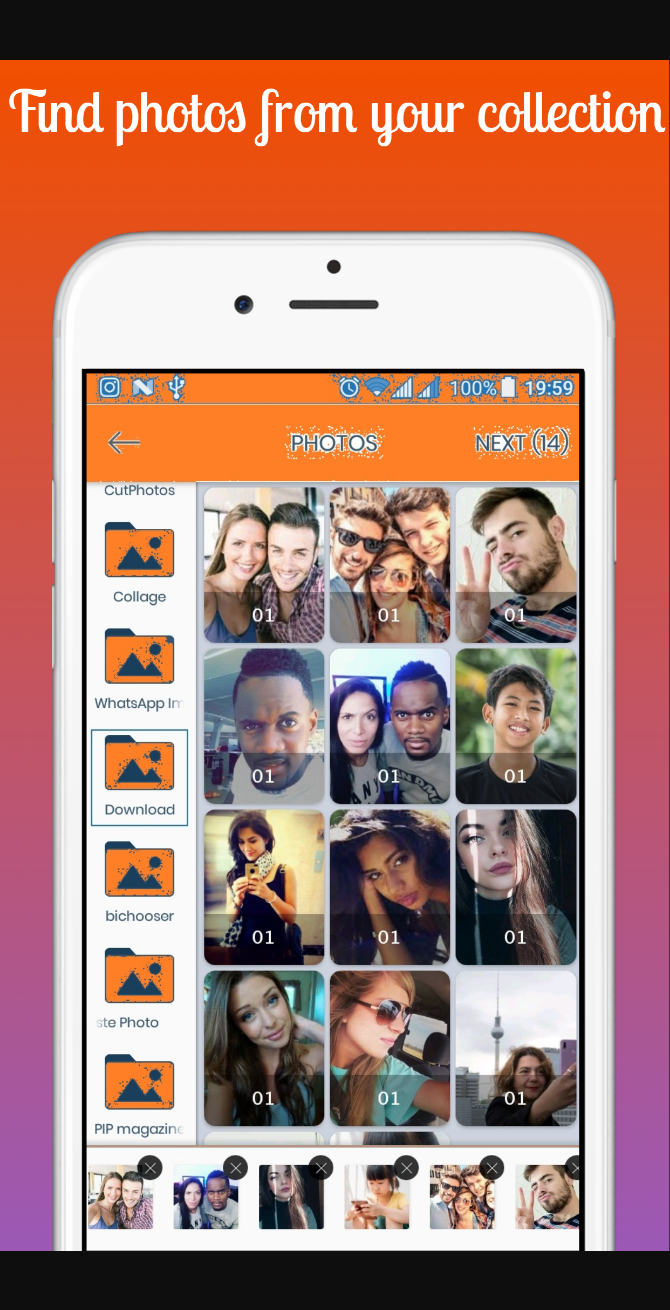 Find photos from your collection
100% 19:59
PHOTOS
NEXT (14)
CutPhotos
Collage
WhatsApp Im
Download
bichooser
ste Photo
PIP magazine
01 01 01
01 01 01
01 01 01
01 01 01